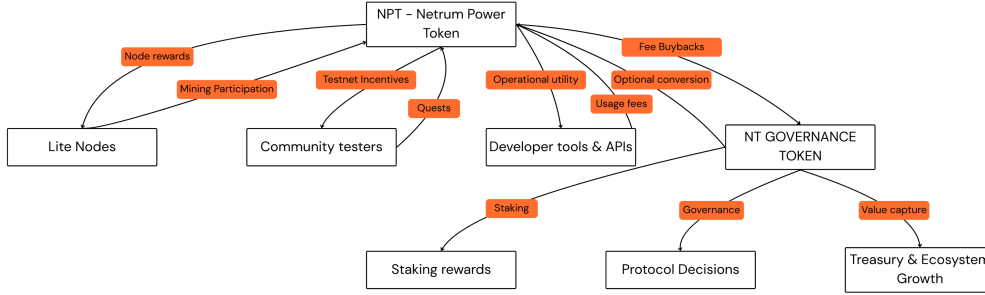 NPT - Netrum Power
Token
Fee Buybacks
Node rewards
Mining Participation
Testnet Incentives
Operational utility
Optional conversion
Quests
Usage fees
Lite Nodes
Community testers
Developer tools & APIs
NT GOVERNANCE
TOKEN
Staking
Governance
Value capture
Staking rewards
Protocol Decisions
Treasury & Ecosystem
Growth